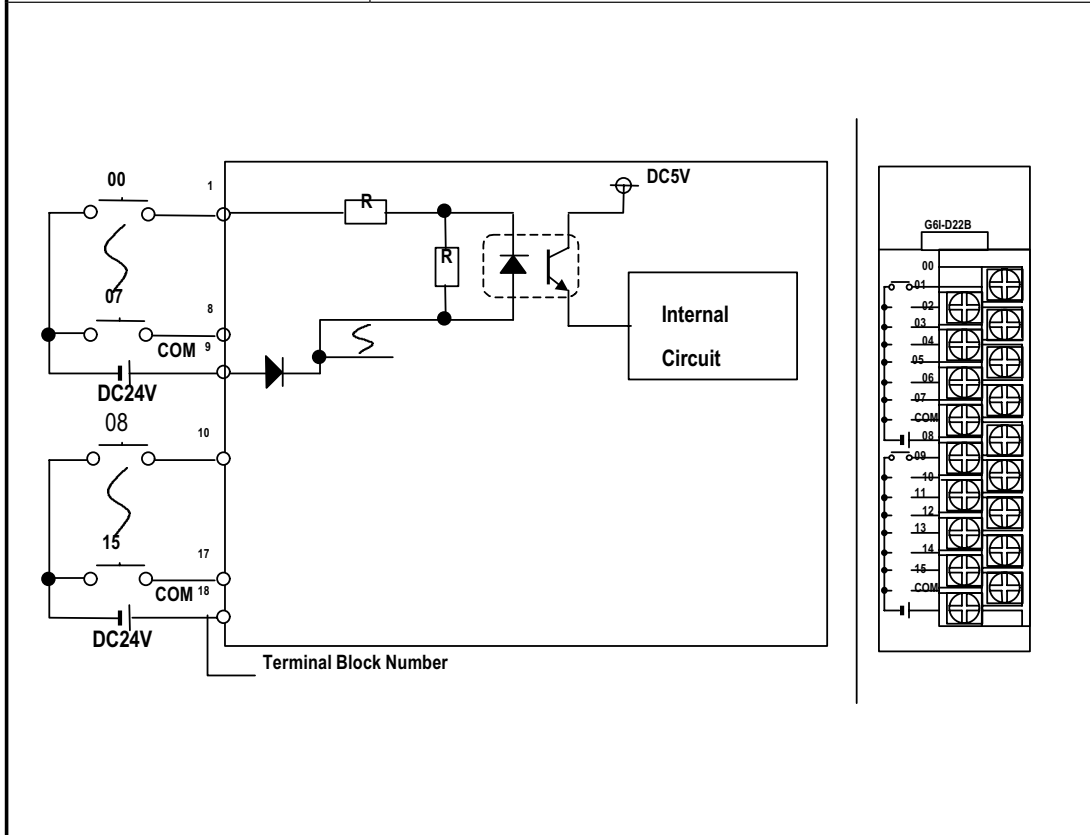 00
1
R
DC5V
R
07
8
COM 9
DC24V
Internal
Circuit
08
10
15
17
COM 18
DC24V
Terminal Block Number
G6I-D22B
00
01
02
03
04
05
06
07
COM
08
09
10
11
12
13
14
15
COM